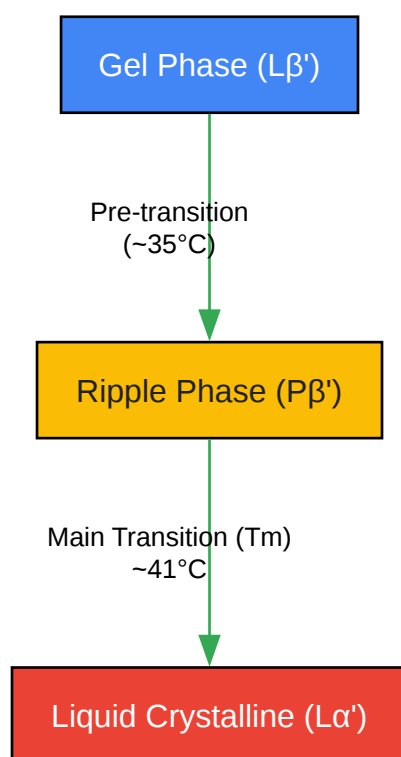 Gel Phase (Lβ')
Pre-transition
(~35°C)
Ripple Phase (Pβ')
Main Transition (Tm)
~41°C
Liquid Crystalline (Lα')